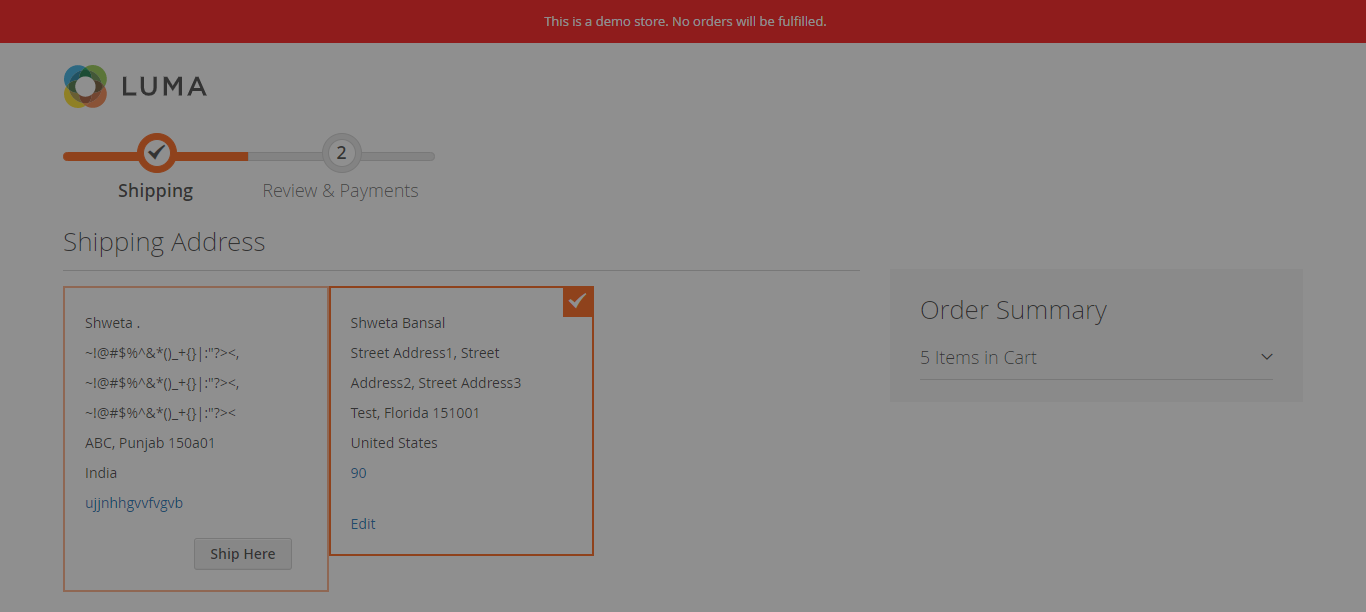 This is a demo store. No orders will be fulfilled.
LUMA
2
Shipping
Review & Payments
Shipping Address
Shweta .
~!@#$%^&*()_+{}|:"?><,
~!@#$%^&*()_+{}|:"?><,
~!@#$%^&*()_+{}|:"?><
ABC, Punjab 150a01
India
ujjnhhgvvfvgvb
Ship Here
Shweta Bansal
Street Address1, Street
Address2, Street Address3
Test, Florida 151001
United States
90
Edit
Order Summary
5 Items in Cart